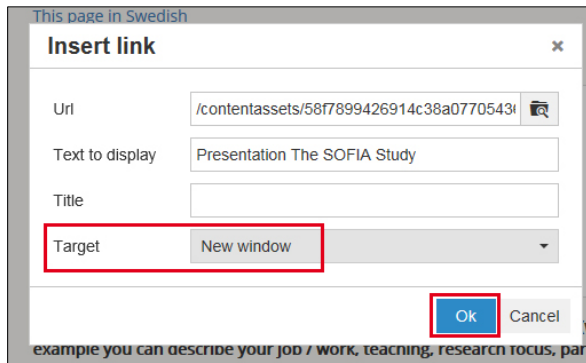 This page in Swedish
Insert link
Url
/contentassets/58f7899426914c38a0770543
Text to display
Presentation The SOFIA Study
Title
Target
New window
Ok
Cancel
example you can describe your job / work, teaching, research focus,